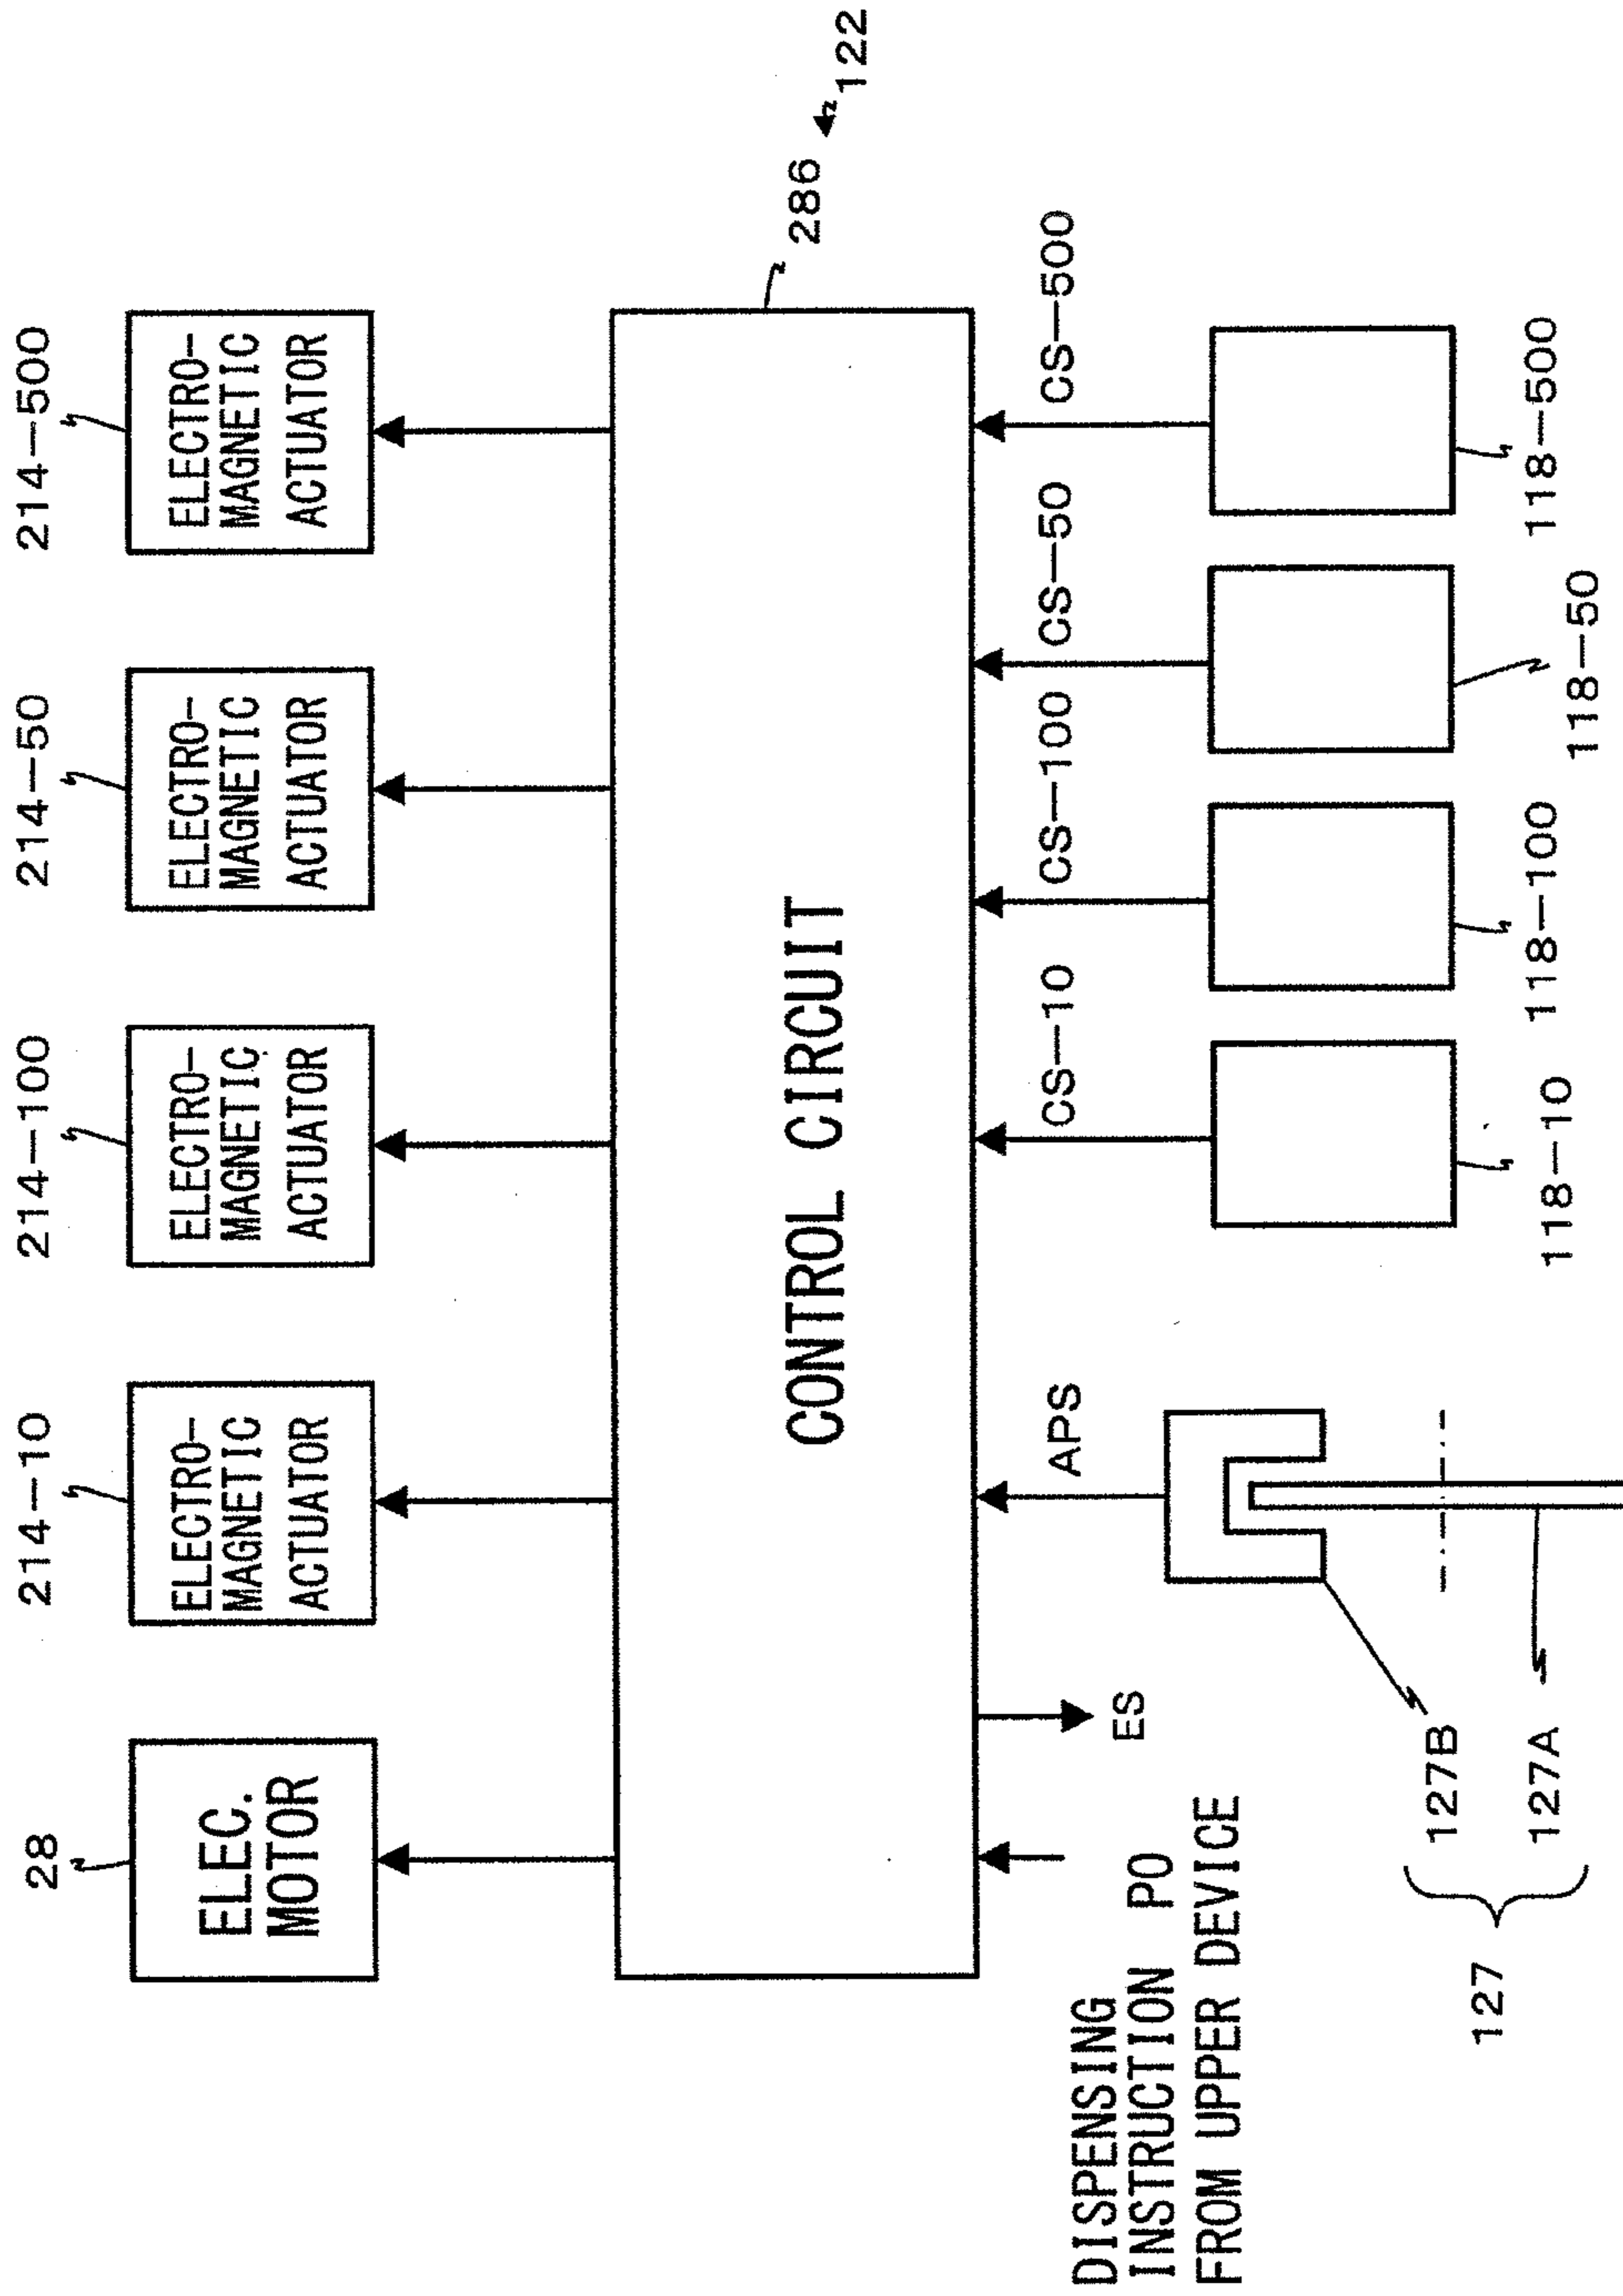 28
214-10
214-100
214-50
214-500
ELEC.
MOTOR
ELECTRO-
MAGNETIC
ACTUATOR
ELECTRO-
MAGNETIC
ACTUATOR
ELECTRO-
MAGNETIC
ACTUATOR
ELECTRO-
MAGNETIC
ACTUATOR
CONTROL CIRCUIT
286
122
DISPENSING
INSTRUCTION PO
FROM UPPER DEVICE
ES
APS
CS-10
CS-100
CS-50
CS-500
127B
127A
127
118-10
118-100
118-50
118-500